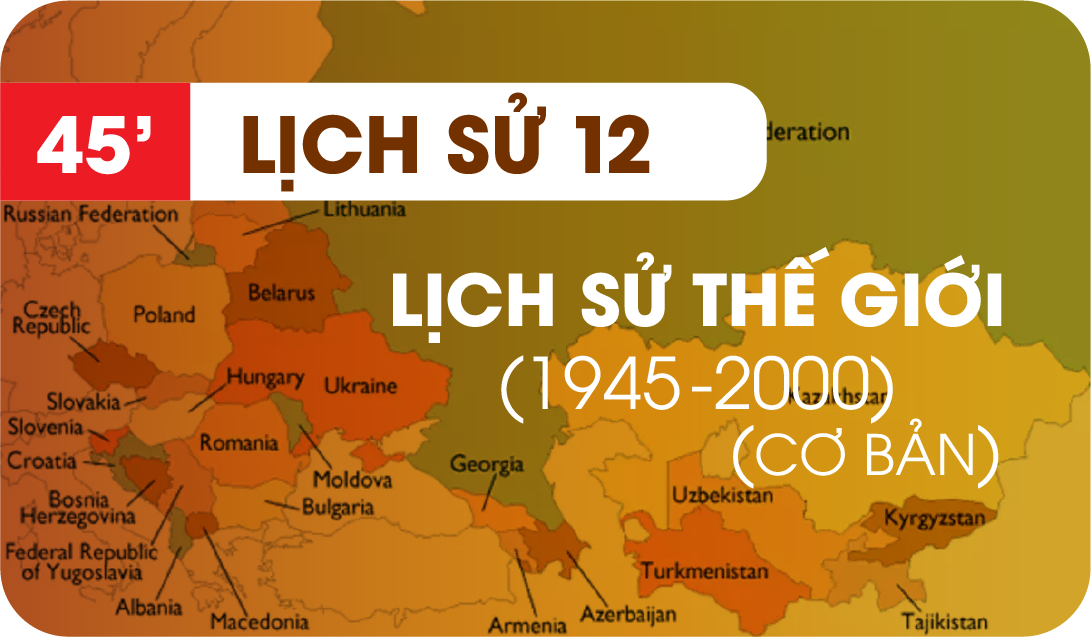 45’
LỊCH SỬ 12
deration
Russian Federation
Lithuania
LỊCH SỬ THẾ GIỚI
(1945-2000)
(CƠ BẢN)
Belarus
Poland
Czech
Republic
Hungary
Ukraine
Kazakhstan
Slovakia
Slovenia
Romania
Croatia
Georgia
Moldova
Bosnia
Herzegovina
Bulgaria
Uzbekistan
Kyrgyzstan
Federal Republic
of Yugoslavia
Turkmenistan
Albania
Macedonia
Armenia
Azerbaijan
Tajikistan